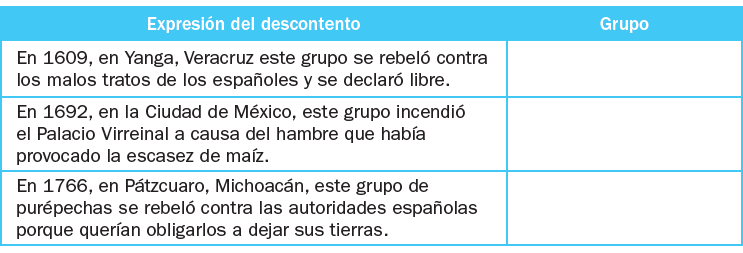 Expresión del descontento Grupo
En 1609, en Yanga, Veracruz este grupo se rebeló contra
los malos tratos de los españoles y se declaró libre.
En 1692, en la Ciudad de México, este grupo incendió
el Palacio Virreinal a causa del hambre que había
provocado la escasez de maíz.
En 1766, en Pátzcuaro, Michoacán, este grupo de
purépechas se rebeló contra las autoridades españolas
porque querían obligarlos a dejar sus tierras.